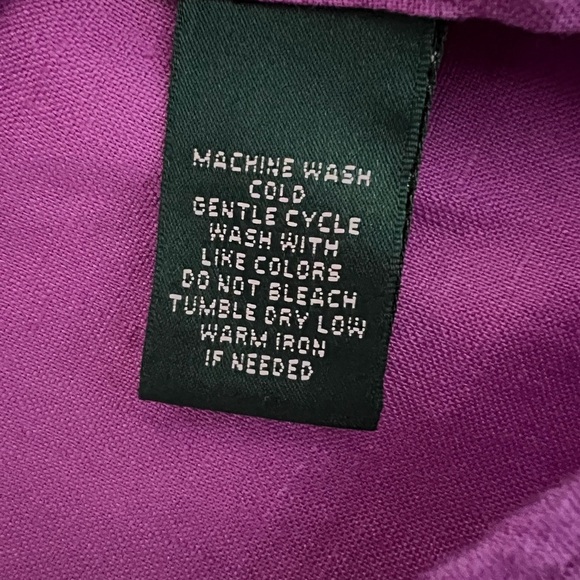 MACHINE WASH
COLD
GENTLE CYCLE
WASH WITH
LIKE COLORS
DO NOT BLEACH
TUMBLE DRY LOW
WARM IRON
IF NEEDED